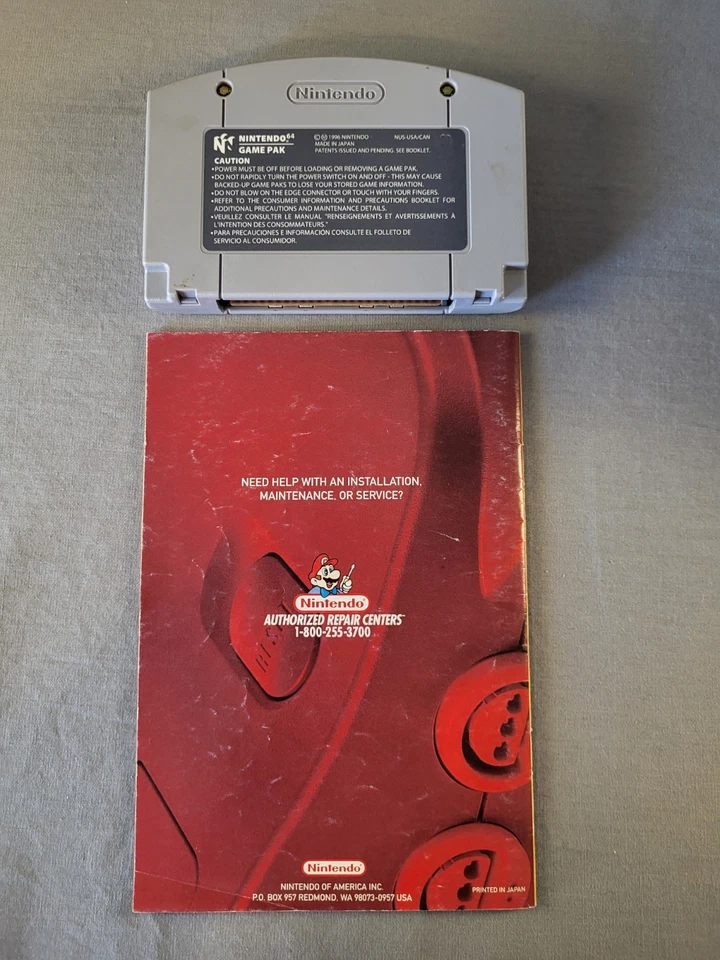 Nintendo
NINTENDO64 GAME PAK
© Ⓟ 1996 NINTENDO NUS-USA/CAN
MADE IN JAPAN
PATENTS ISSUED AND PENDING. SEE BOOKLET.
CAUTION
•POWER MUST BE OFF BEFORE LOADING OR REMOVING A GAME PAK.
•DO NOT RAPIDLY TURN THE POWER SWITCH ON AND OFF - THIS MAY CAUSE
BACKED-UP GAME PAKS TO LOSE YOUR STORED GAME INFORMATION.
•DO NOT BLOW ON THE EDGE CONNECTOR OR TOUCH WITH YOUR FINGERS.
•REFER TO THE CONSUMER INFORMATION AND PRECAUTIONS BOOKLET FOR
ADDITIONAL PRECAUTIONS AND MAINTENANCE DETAILS.
•VEUILLEZ CONSULTER LE MANUAL "RENSEIGNEMENTS ET AVERTISSEMENTS À
L'INTENTION DES CONSOMMATEURS."
•PARA PRECAUCIONES E INFORMACIÓN CONSULTE EL FOLLETO DE
SERVICIO AL CONSUMIDOR.
NEED HELP WITH AN INSTALLATION,
MAINTENANCE, OR SERVICE?
Nintendo
AUTHORIZED REPAIR CENTERS™
1-800-255-3700
Nintendo
NINTENDO OF AMERICA INC.
P.O. BOX 957 REDMOND, WA 98073-0957 USA
PRINTED IN JAPAN